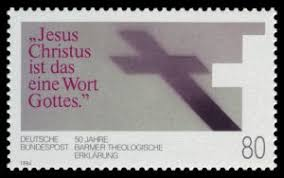 „Jesus
Christus
ist das
eine Wort
Gottes.”
DEUTSCHE
BUNDESPOST
50 JAHRE
BARMER THEOLOGISCHE
ERKLÄRUNG
80
1984